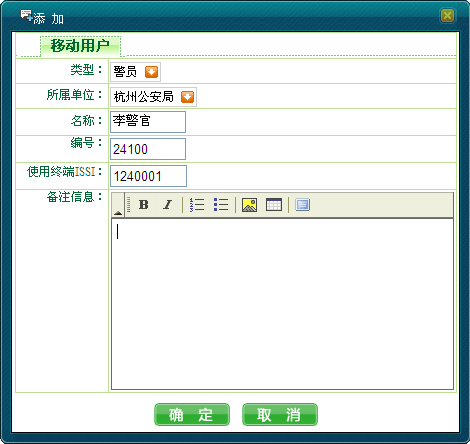 添 加
移动用户
类型： 警员
所属单位： 杭州公安局
名称： 李警官
编号： 24100
使用终端ISSI： 1240001
备注信息：
B I
确 定 取 消